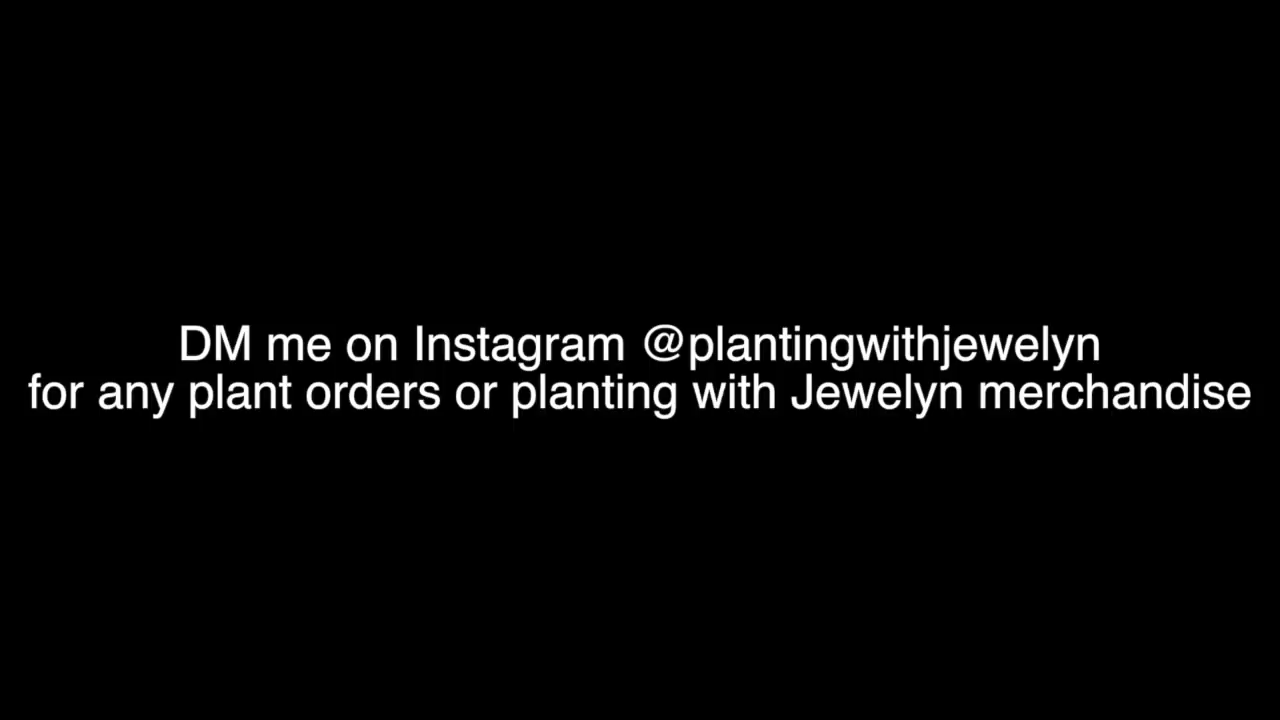 DM me on Instagram @plantingwithjewelyn
for any plant orders or planting with Jewelyn merchandise